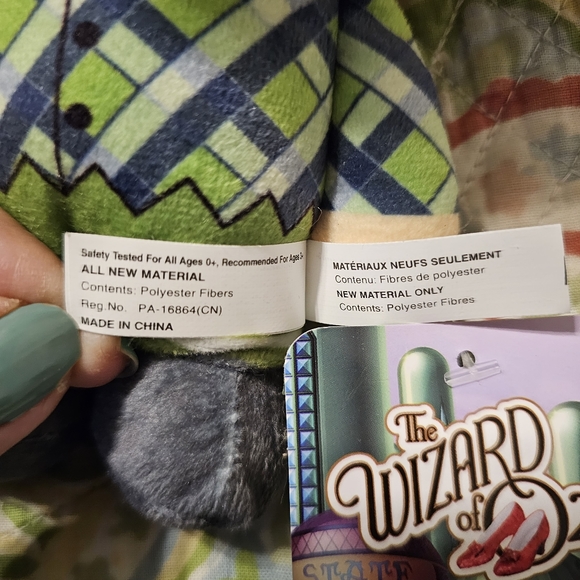 Safety Tested For All Ages 0+, Recommended For Ages 3+
ALL NEW MATERIAL
Contents: Polyester Fibers
Reg.No. PA-16864(CN)
MADE IN CHINA
MATÉRIAUX NEUFS SEULEMENT
Contenu: Fibres de polyester
NEW MATERIAL ONLY
Contents: Polyester Fibres
The
WIZARD
of Oz
STATE